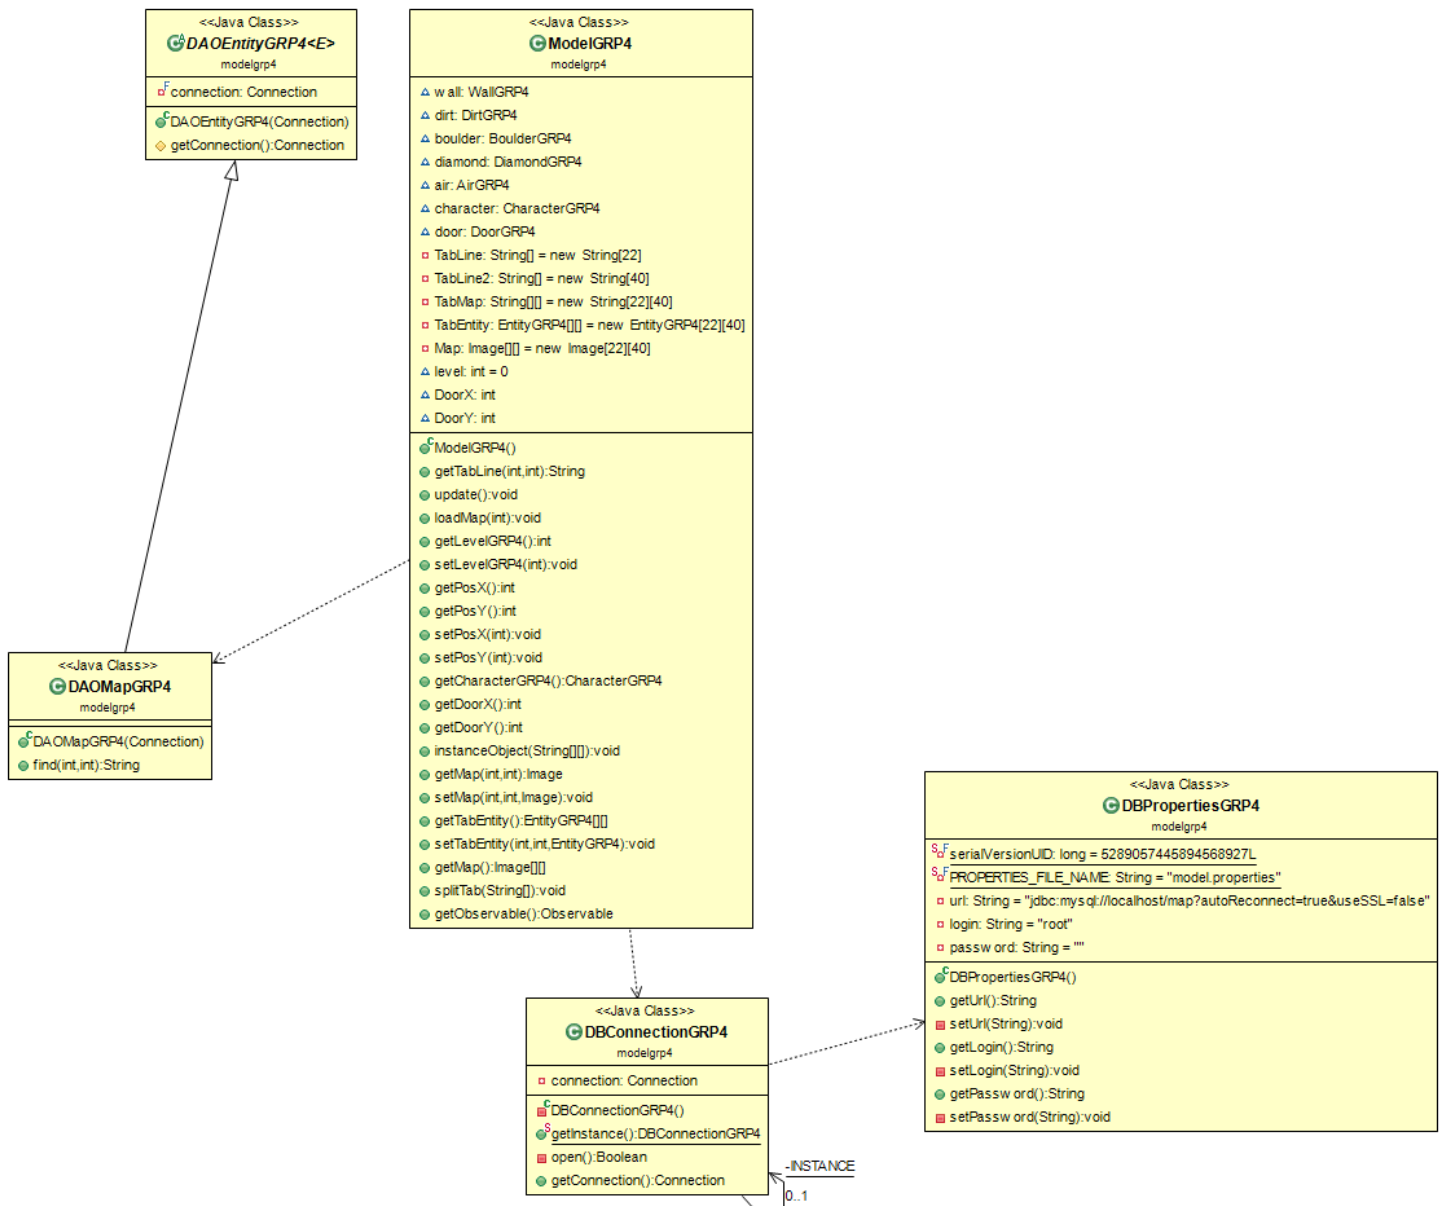 <<Java Class>>
DAOEntityGRP4<E>
modelgrp4
connection: Connection
DAOEntityGRP4(Connection)
getConnection():Connection
<<Java Class>>
ModelGRP4
modelgrp4
wall: WallGRP4
dirt: DirtGRP4
boulder: BoulderGRP4
diamond: DiamondGRP4
air: AirGRP4
character: CharacterGRP4
door: DoorGRP4
TabLine: String[] = new String[22]
TabLine2: String[] = new String[40]
TabMap: String[][] = new String[22][40]
TabEntity: EntityGRP4[][] = new EntityGRP4[22][40]
Map: Image[][] = new Image[22][40]
level: int = 0
DoorX: int
DoorY: int
ModelGRP4()
getTabLine(int,int):String
update():void
loadMap(int):void
getLevelGRP4():int
setLevelGRP4(int):void
getPosX():int
getPosY():int
setPosX(int):void
setPosY(int):void
getCharacterGRP4():CharacterGRP4
getDoorX():int
getDoorY():int
instanceObject(String[][]):void
getMap(int,int):Image
setMap(int,int,Image):void
getTabEntity():EntityGRP4[][]
setTabEntity(int,int,EntityGRP4):void
getMap():Image[][]
splitTab(String[]):void
getObservable():Observable
<<Java Class>>
DAOMapGRP4
modelgrp4
DAOMapGRP4(Connection)
find(int,int):String
<<Java Class>>
DBPropertiesGRP4
modelgrp4
serialVersionUID: long = 5289057445894568927L
PROPERTIES_FILE_NAME: String = "model.properties"
url: String = "jdbc:mysql://localhost/map?autoReconnect=true&useSSL=false"
login: String = "root"
password: String = ""
DBPropertiesGRP4()
getUrl():String
setUrl(String):void
getLogin():String
setLogin(String):void
getPassword():String
setPassword(String):void
<<Java Class>>
DBConnectionGRP4
modelgrp4
connection: Connection
DBConnectionGRP4()
getInstance():DBConnectionGRP4
open():Boolean
getConnection():Connection
-INSTANCE
0..1